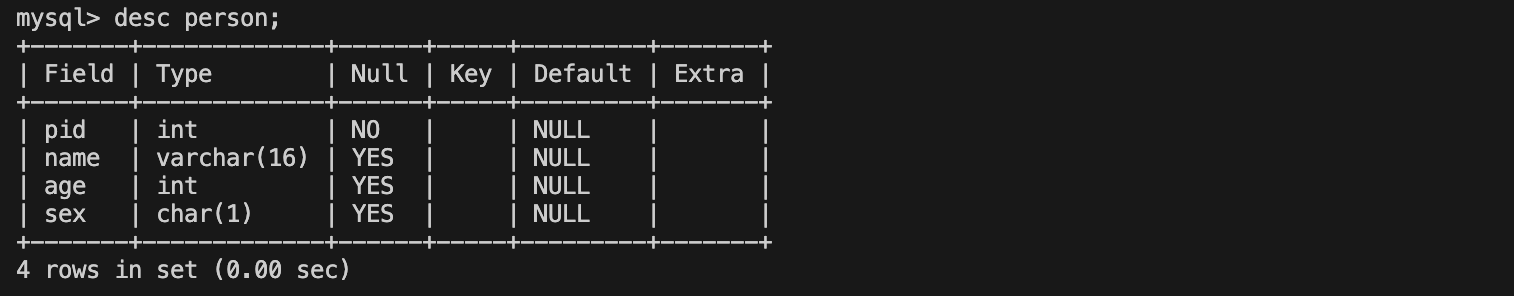 mysql> desc person;
+-------+-------------+------+-----+---------+-------+
| Field | Type        | Null | Key | Default | Extra |
+-------+-------------+------+-----+---------+-------+
| pid   | int         | NO   |     | NULL    |       |
| name  | varchar(16) | YES  |     | NULL    |       |
| age   | int         | YES  |     | NULL    |       |
| sex   | char(1)     | YES  |     | NULL    |       |
+-------+-------------+------+-----+---------+-------+
4 rows in set (0.00 sec)